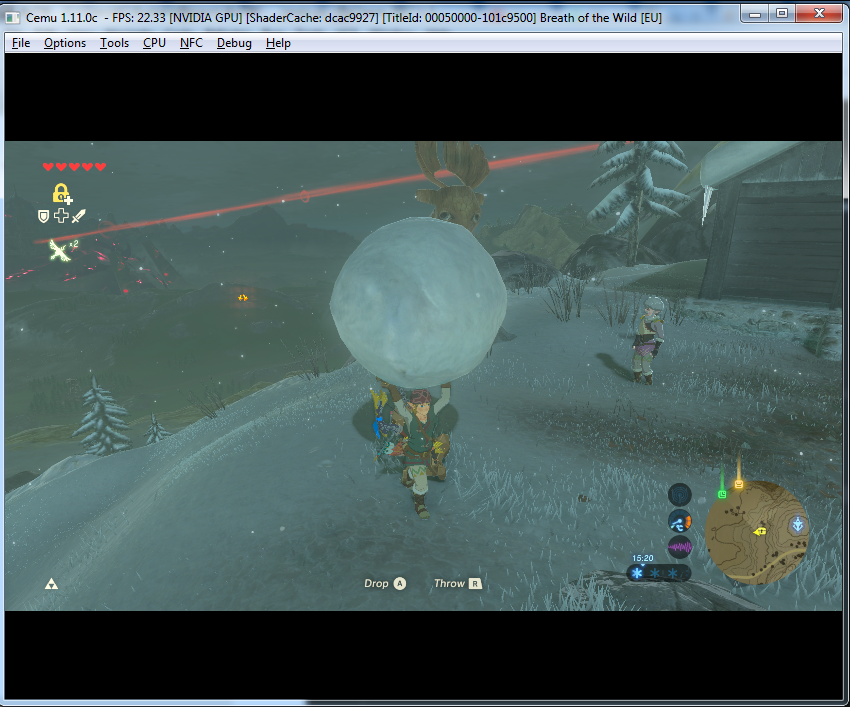 Cemu 1.11.0c - FPS: 22.33 [NVIDIA GPU] [ShaderCache: dcac9927] [TitleId: 00050000-101c9500] Breath of the Wild [EU]
File Options Tools CPU NFC Debug Help
×2
15:20
Drop A Throw R